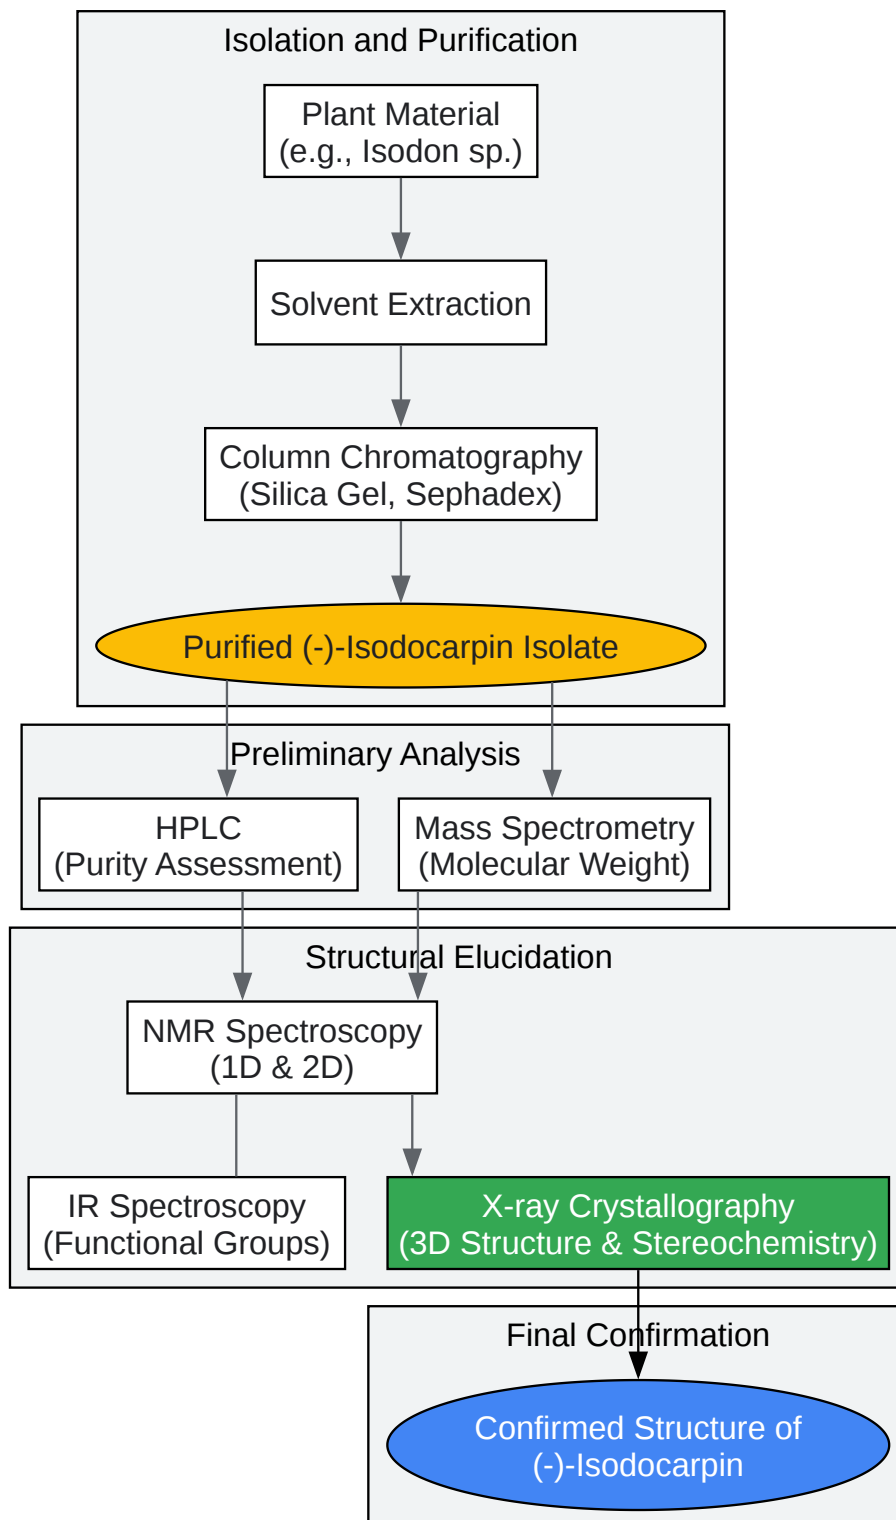 Isolation and Purification
Plant Material
(e.g., Isodon sp.)
Solvent Extraction
Column Chromatography
(Silica Gel, Sephadex)
Purified (-)-Isodocarpin Isolate
Preliminary Analysis
HPLC
(Purity Assessment)
Mass Spectrometry
(Molecular Weight)
Structural Elucidation
NMR Spectroscopy
(1D & 2D)
IR Spectroscopy
(Functional Groups)
X-ray Crystallography
(3D Structure & Stereochemistry)
Final Confirmation
Confirmed Structure of
(-)-Isodocarpin